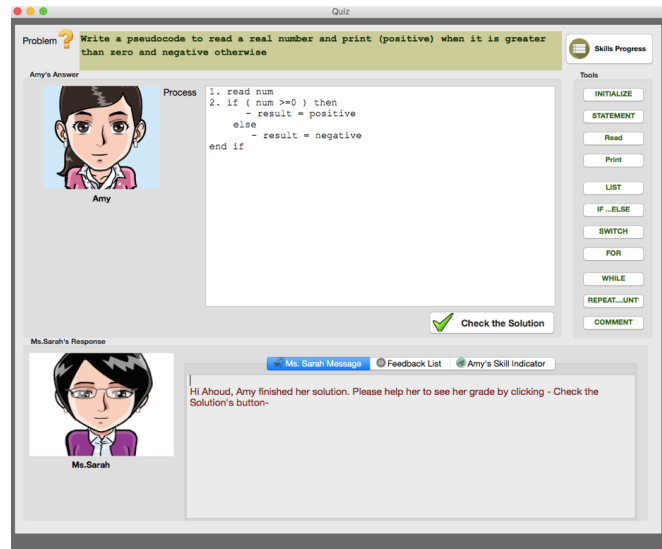 Quiz
Problem
Write a pseudocode to read a real number and print (positive) when it is greater
than zero and negative otherwise
Skills Progress
Amy's Answer
Tools
Process
1. read num
2. if ( num >=0 ) then
- result = positive
else
- result = negative
end if
Amy
INITIALIZE
STATEMENT
Read
Print
LIST
IF ...ELSE
SWITCH
FOR
WHILE
REPEAT....UNT
COMMENT
Check the Solution
Ms.Sarah's Response
Ms. Sarah Message
Feedback List
Amy's Skill Indicator
Hi Ahoud, Amy finished her solution. Please help her to see her grade by clicking - Check the
Solution's button-
Ms.Sarah